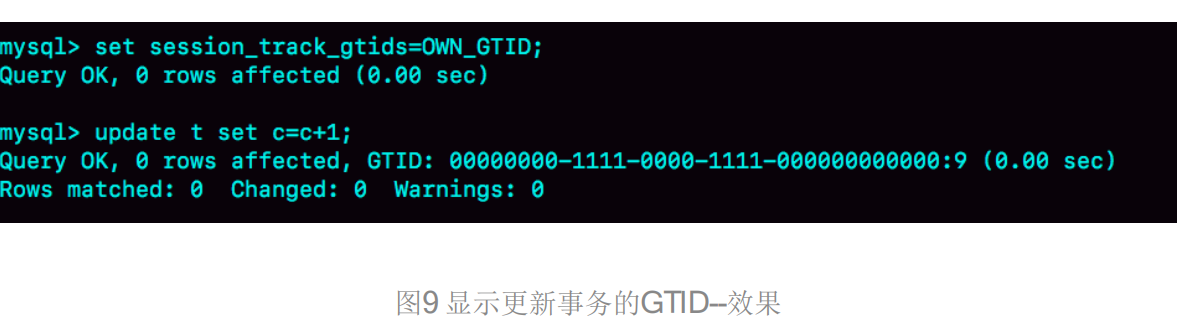 mysql> set session_track_gtids=OWN_GTID;
Query OK, 0 rows affected (0.00 sec)
mysql> update t set c=c+1;
Query OK, 0 rows affected, GTID: 00000000-1111-0000-1111-000000000000:9 (0.00 sec)
Rows matched: 0  Changed: 0  Warnings: 0
图9 显示更新事务的GTID--效果